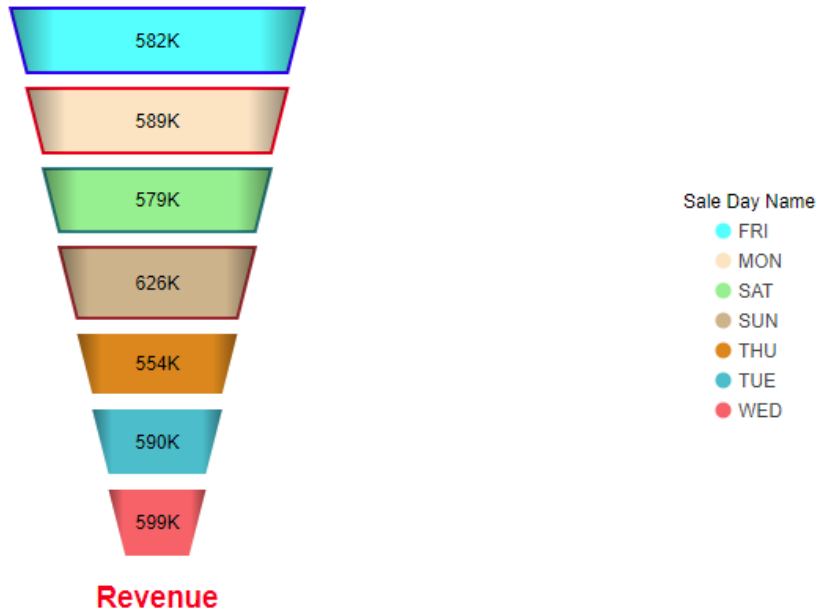 582K
589K
579K
626K
554K
590K
599K
Revenue
Sale Day Name
FRI
MON
SAT
SUN
THU
TUE
WED